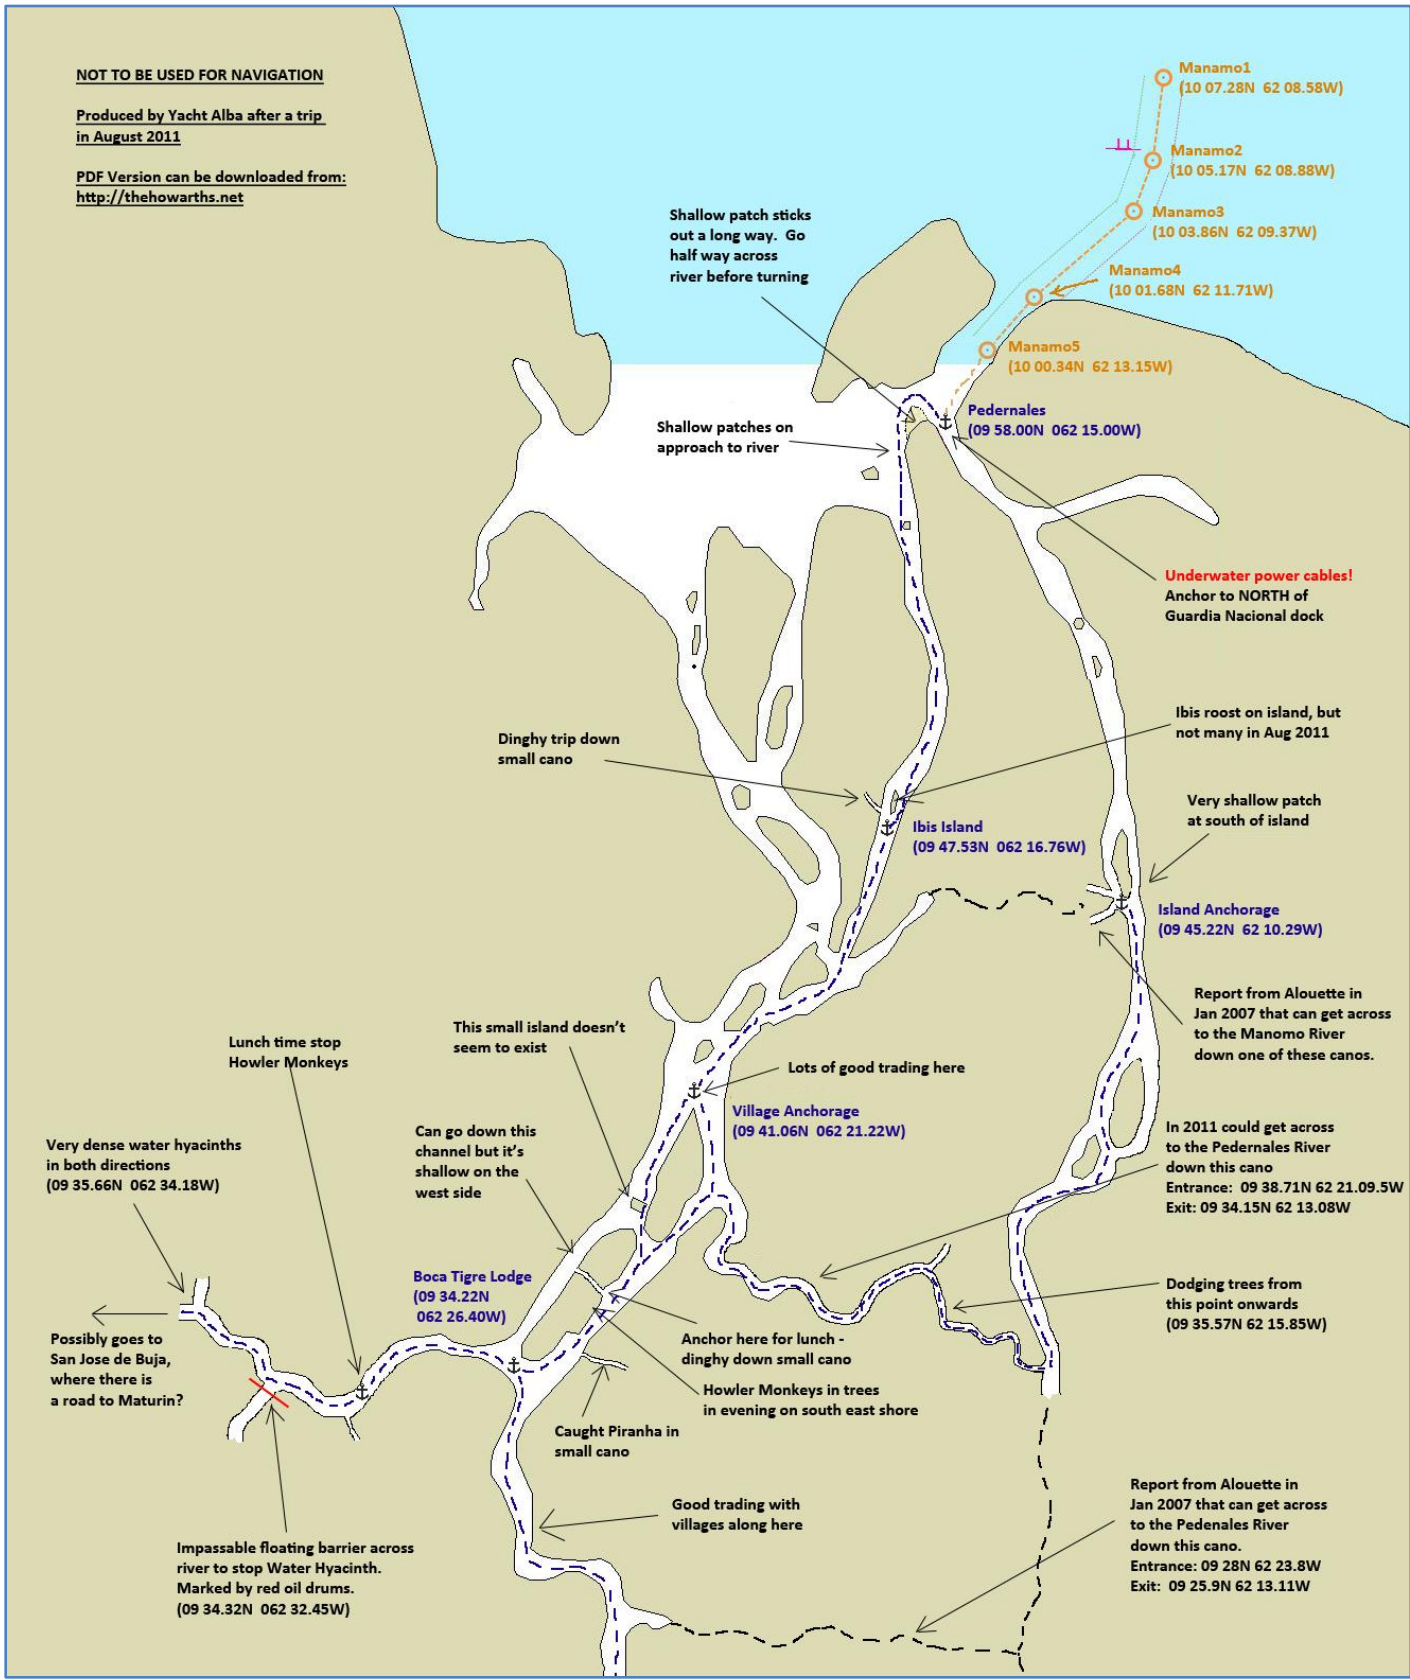 NOT TO BE USED FOR NAVIGATION
Produced by Yacht Alba after a trip
in August 2011
PDF Version can be downloaded from:
http://thehowarths.net
Manamo1
(10 07.28N 62 08.58W)
Manamo2
(10 05.17N 62 08.88W)
Manamo3
(10 03.86N 62 09.37W)
Manamo4
(10 01.68N 62 11.71W)
Manamo5
(10 00.34N 62 13.15W)
Shallow patch sticks
out a long way. Go
half way across
river before turning
Pedernales
(09 58.00N 062 15.00W)
Shallow patches on
approach to river
Underwater power cables!
Anchor to NORTH of
Guardia Nacional dock
Ibis roost on island, but
not many in Aug 2011
Dinghy trip down
small cano
Very shallow patch
at south of island
Ibis Island
(09 47.53N 062 16.76W)
Island Anchorage
(09 45.22N 62 10.29W)
Report from Alouette in
Jan 2007 that can get across
to the Manomo River
down one of these canos.
This small island doesn't
seem to exist
Lunch time stop
Howler Monkeys
Lots of good trading here
Village Anchorage
(09 41.06N 062 21.22W)
Can go down this
channel but it's
shallow on the
west side
In 2011 could get across
to the Pedernales River
down this cano
Entrance: 09 38.71N 62 21.09.5W
Exit: 09 34.15N 62 13.08W
Very dense water hyacinths
in both directions
(09 35.66N 062 34.18W)
Boca Tigre Lodge
(09 34.22N
062 26.40W)
Dodging trees from
this point onwards
(09 35.57N 62 15.85W)
Possibly goes to
San Jose de Buja,
where there is
a road to Maturin?
Anchor here for lunch -
dinghy down small cano
Howler Monkeys in trees
in evening on south east shore
Caught Piranha in
small cano
Good trading with
villages along here
Report from Alouette in
Jan 2007 that can get across
to the Pedenales River
down this cano.
Entrance: 09 28N 62 23.8W
Exit: 09 25.9N 62 13.11W
Impassable floating barrier across
river to stop Water Hyacinth.
Marked by red oil drums.
(09 34.32N 062 32.45W)